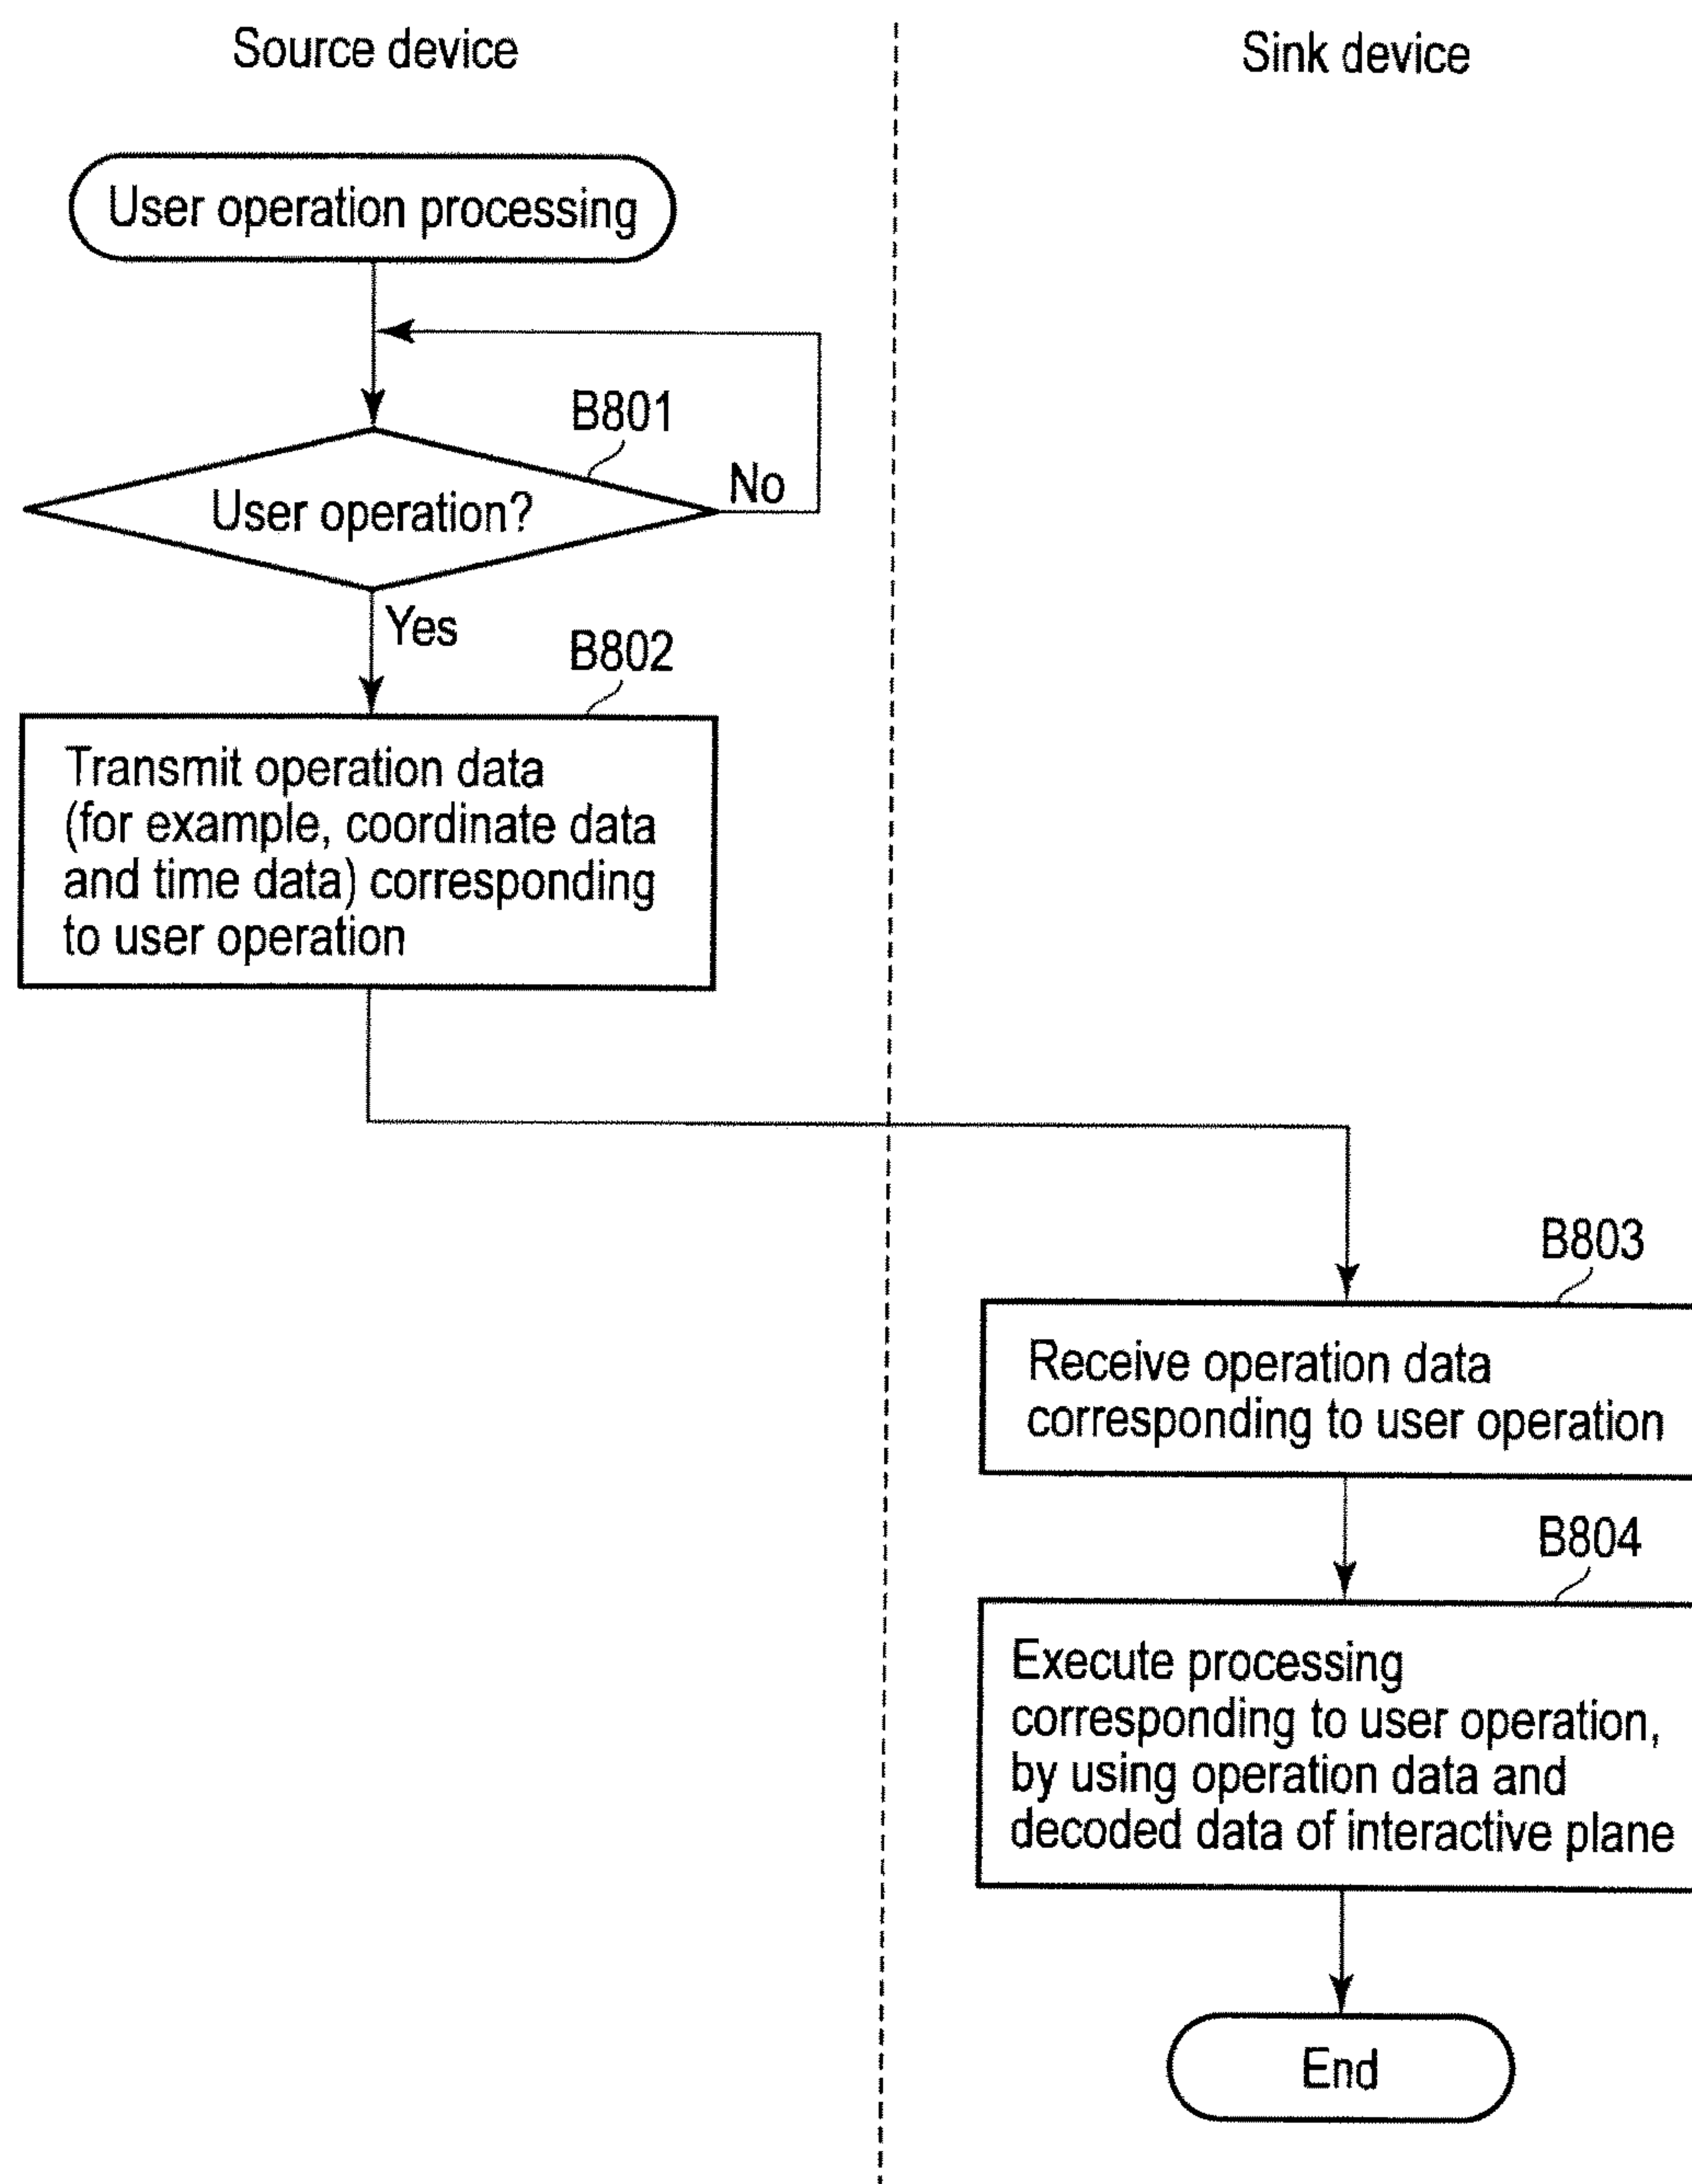 Source device
Sink device
User operation processing
B801
User operation?
No
Yes
B802
Transmit operation data
(for example, coordinate data
and time data) corresponding
to user operation
B803
Receive operation data
corresponding to user operation
B804
Execute processing
corresponding to user operation,
by using operation data and
decoded data of interactive plane
End